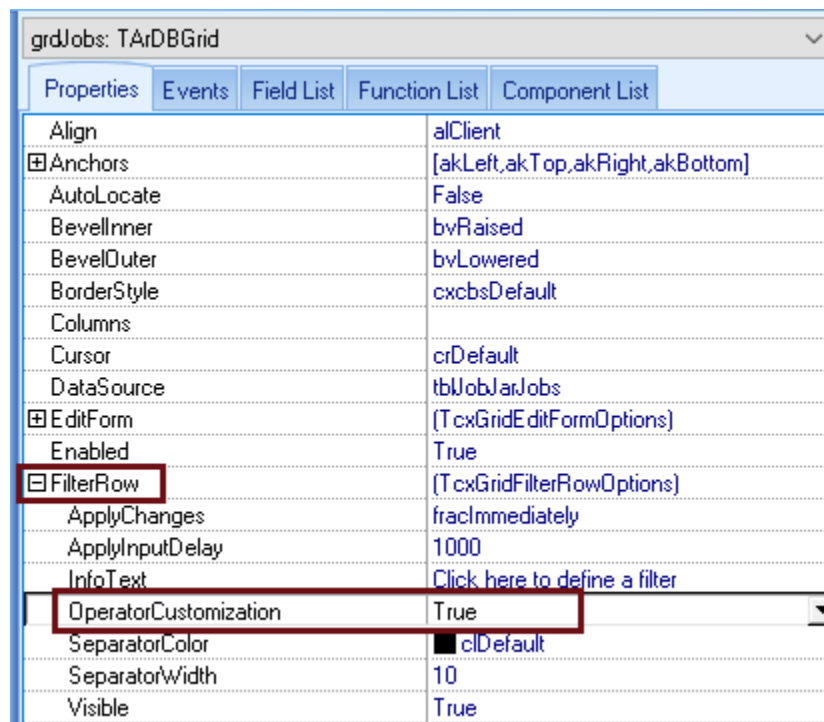 grdJobs: TArDBGrid
Properties Events Field List Function List Component List
Align alClient
Anchors [akLeft,akTop,akRight,akBottom]
AutoLocate False
BevelInner bvRaised
BevelOuter bvLowered
BorderStyle cxcbsDefault
Columns
Cursor crDefault
DataSource tblJobJarJobs
EditForm (TcxGridEditFormOptions)
Enabled True
FilterRow (TcxGridFilterRowOptions)
ApplyChanges fracImmediately
ApplyInputDelay 1000
InfoText Click here to define a filter
OperatorCustomization True
SeparatorColor clDefault
SeparatorWidth 10
Visible True